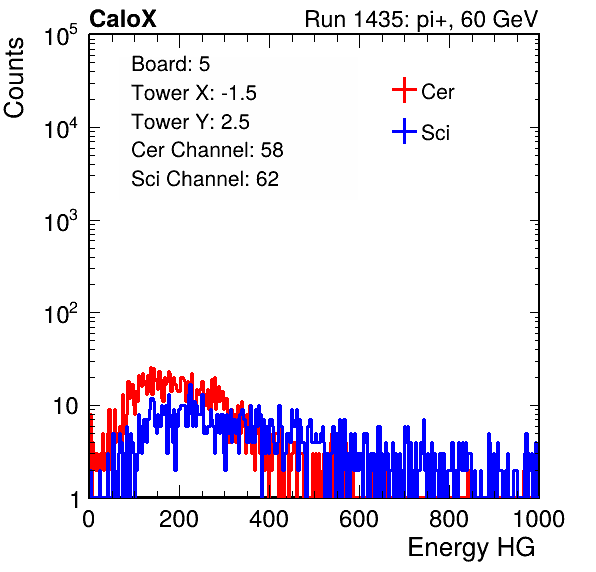 CaloX Run 1435: pi+, 60 GeV
Counts
Board: 5
Tower X: -1.5
Tower Y: 2.5
Cer Channel: 58
Sci Channel: 62
Cer
Sci
10^5
10^4
10^3
10^2
10
1
0 200 400 600 800 1000
Energy HG